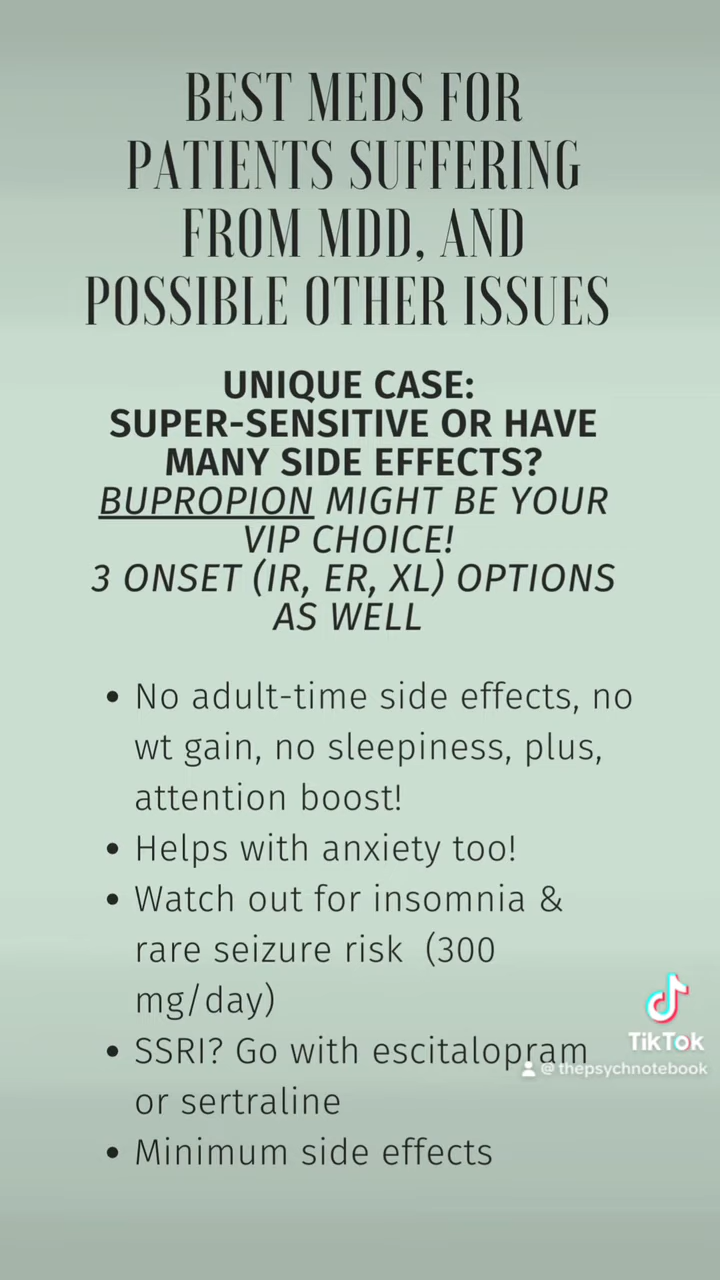 BEST MEDS FOR
PATIENTS SUFFERING
FROM MDD, AND
POSSIBLE OTHER ISSUES
UNIQUE CASE:
SUPER-SENSITIVE OR HAVE
MANY SIDE EFFECTS?
BUPROPION MIGHT BE YOUR
VIP CHOICE!
3 ONSET (IR, ER, XL) OPTIONS
AS WELL
• No adult-time side effects, no
wt gain, no sleepiness, plus,
attention boost!
• Helps with anxiety too!
• Watch out for insomnia &
rare seizure risk (300
mg/day)
• SSRI? Go with escitalopram
or sertraline
• Minimum side effects
TikTok
@thepsychnotebook